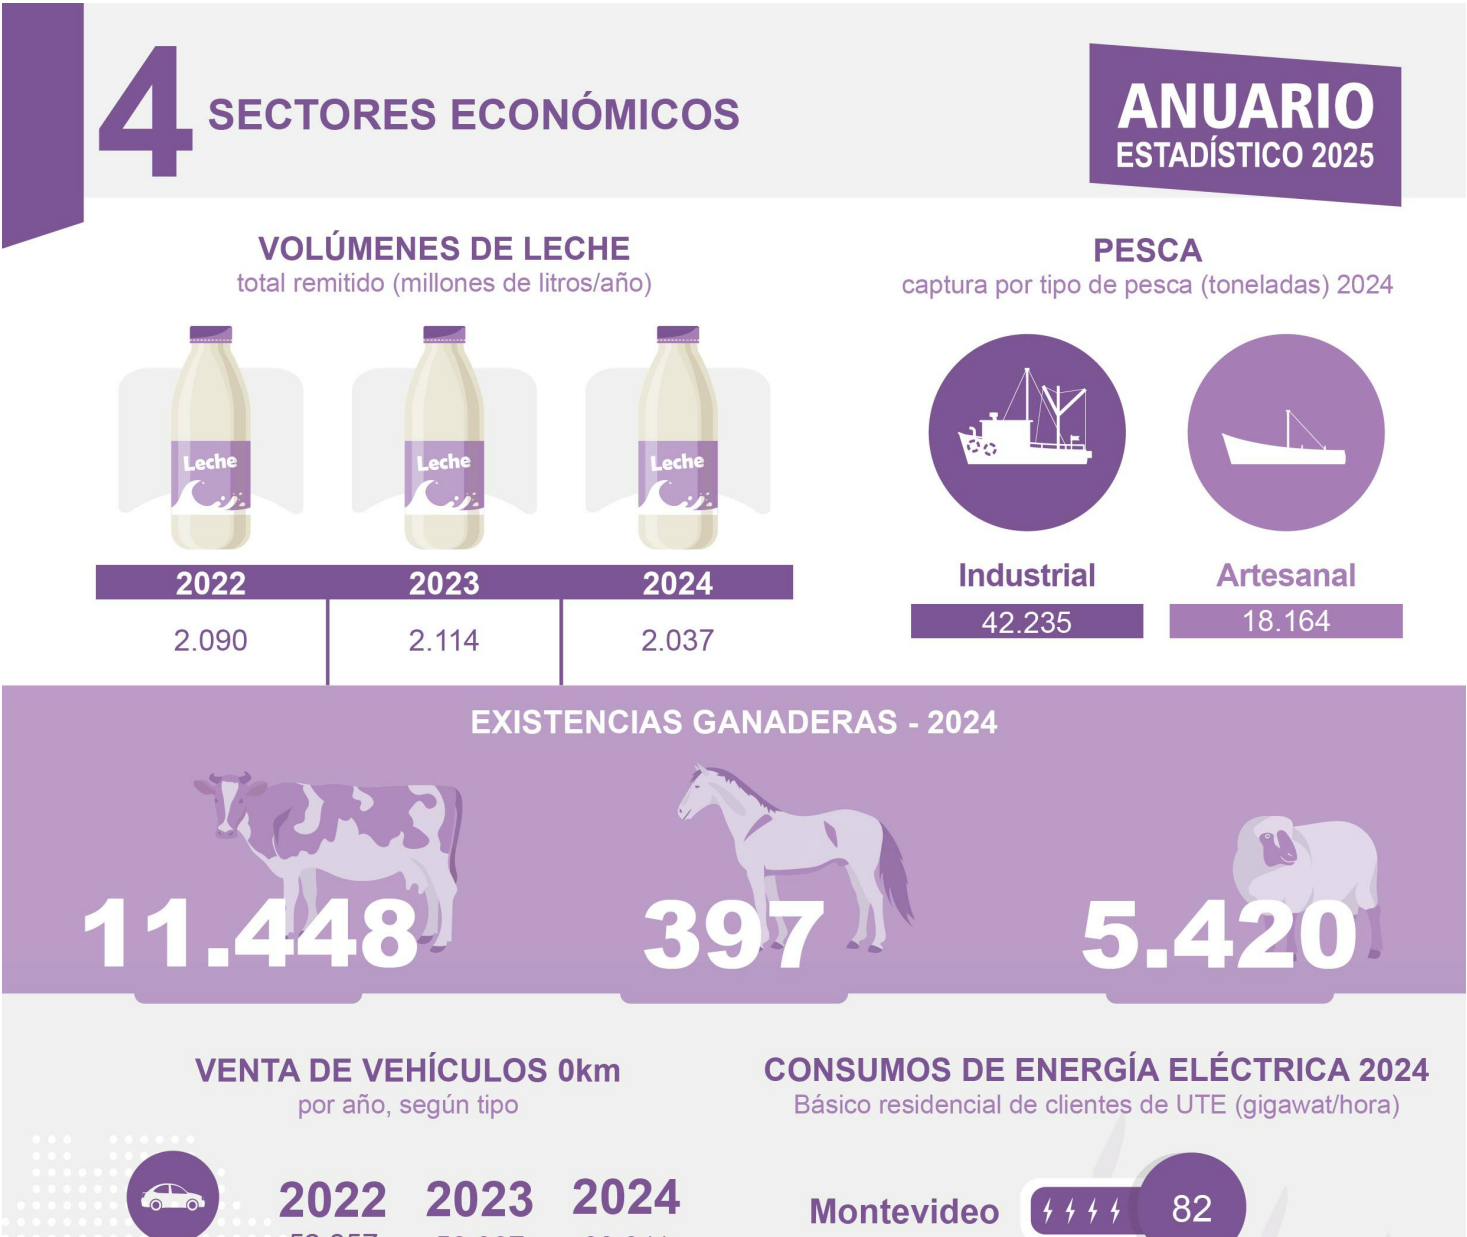 4 SECTORES ECONÓMICOS
ANUARIO
ESTADÍSTICO 2025
VOLÚMENES DE LECHE
total remitido (millones de litros/año)
Leche
Leche
Leche
2022
2023
2024
2.090
2.114
2.037
PESCA
captura por tipo de pesca (toneladas) 2024
Industrial
Artesanal
42.235
18.164
EXISTENCIAS GANADERAS - 2024
11.448
397
5.420
VENTA DE VEHÍCULOS 0km
por año, según tipo
2022
2023
2024
CONSUMOS DE ENERGÍA ELÉCTRICA 2024
Básico residencial de clientes de UTE (gigawat/hora)
Montevideo
82